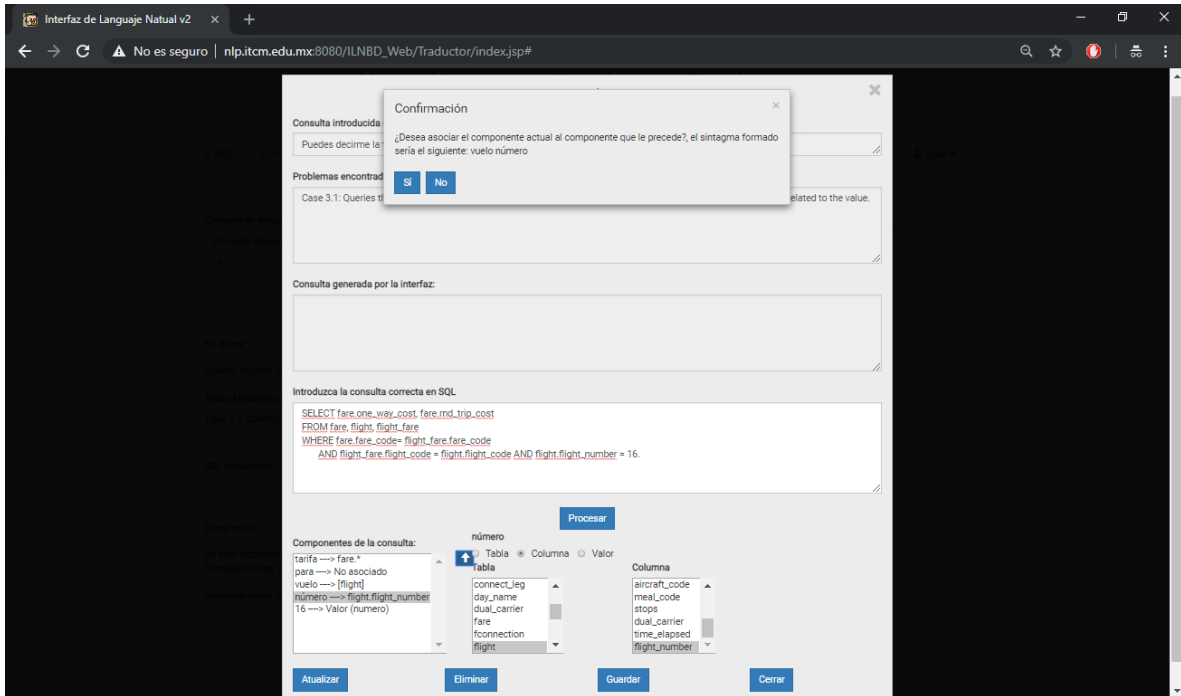 Interfaz de Languaje Natual v2
No es seguro | nlp.itcm.edu.mx:8080/ILNBD_Web/Traductor/index.jsp#
Confirmación
¿Desea asociar el componente actual al componente que le precede?, el sintagma formado
sería el siguiente: vuelo número
Sí No
Consulta introducida
Puedes decirme la
Problemas encontrad
Case 3.1: Queries th
elated to the value.
Consulta generada por la interfaz:
Introduzca la consulta correcta en SQL
SELECT fare.one_way_cost, fare.rnd_trip_cost
FROM fare, flight, flight_fare
WHERE fare.fare_code= flight_fare.fare_code
AND flight_fare.flight_code = flight.flight_code AND flight.flight_number = 16.
Procesar
Componentes de la consulta:
tarifa ----> fare.*
para ----> No asociado
vuelo ----> [flight]
número ----> flight.flight_number
16 ----> Valor (numero)
número
Tabla Columna Valor
Tabla
connect_leg
day_name
dual_carrier
fare
fconnection
flight
Columna
aircraft_code
meal_code
stops
dual_carrier
time_elapsed
flight_number
Atualizar Eliminar Guardar Cerrar